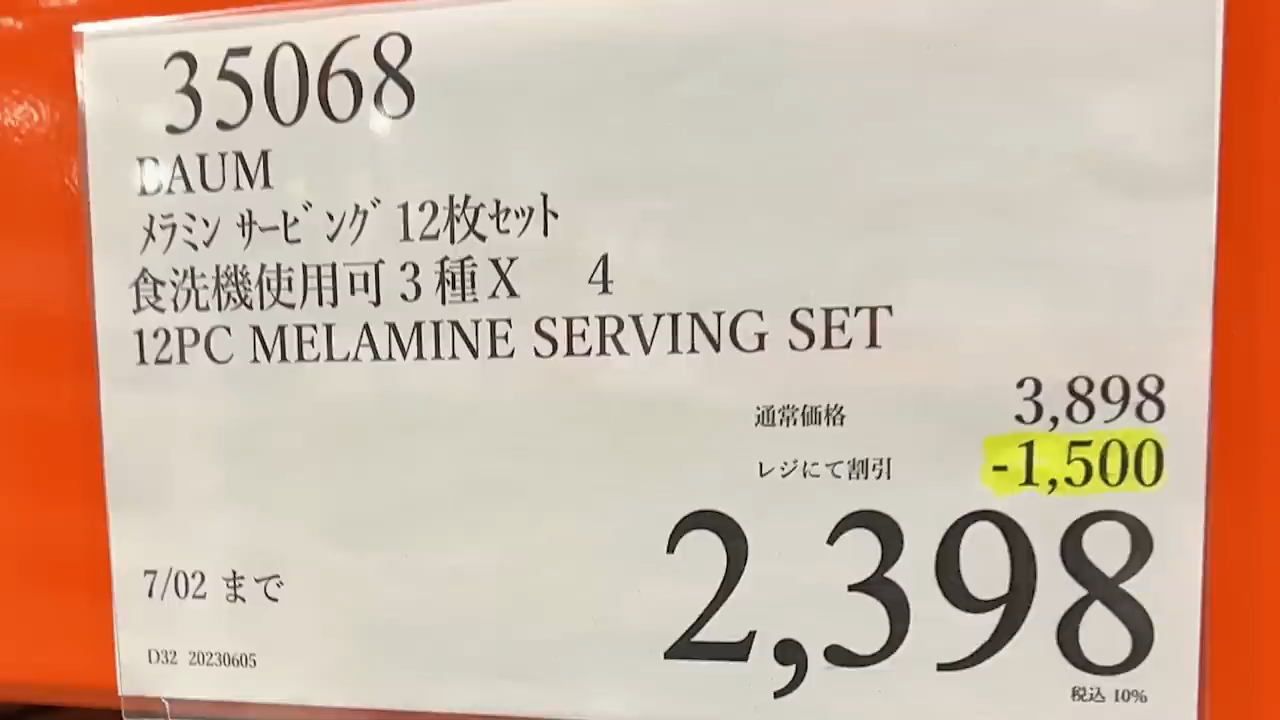 35068
BAUM
メラミン サービング 12枚セット
食洗機使用可3種X 4
12PC MELAMINE SERVING SET
通常価格 3,898
レジにて割引 -1,500
2,398
7/02 まで
D32 20230605
税込 10%